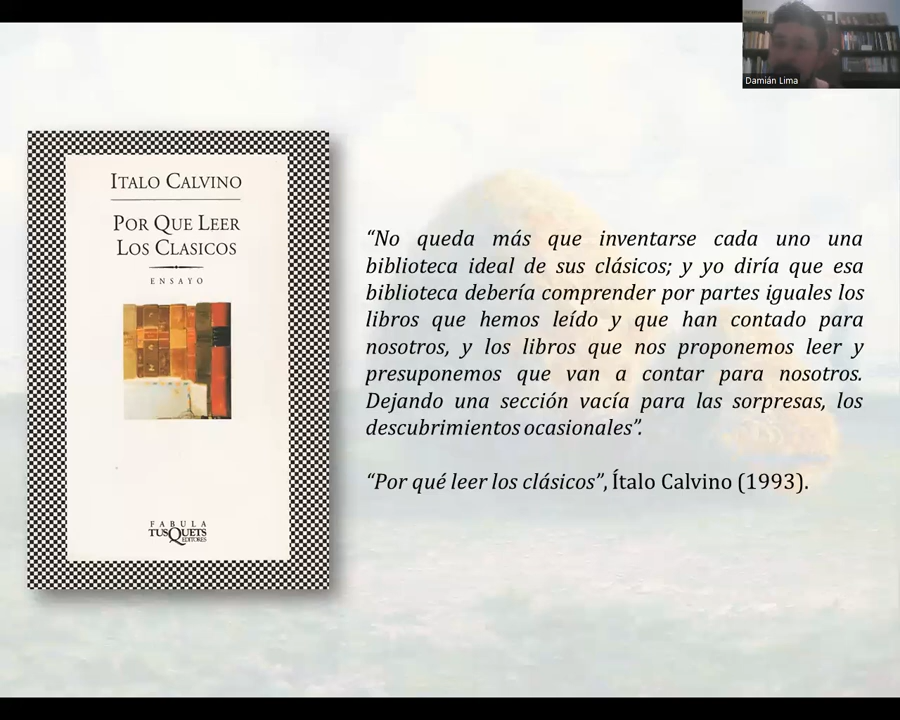 Damián Lima
ITALO CALVINO
POR QUE LEER
LOS CLASICOS
ENSAYO
FABULA
TUSQUETS
EDITORES
“No queda más que inventarse cada uno una
biblioteca ideal de sus clásicos; y yo diría que esa
biblioteca debería comprender por partes iguales los
libros que hemos leído y que han contado para
nosotros, y los libros que nos proponemos leer y
presuponemos que van a contar para nosotros.
Dejando una sección vacía para las sorpresas, los
descubrimientos ocasionales”.
“Por qué leer los clásicos”, Ítalo Calvino (1993).